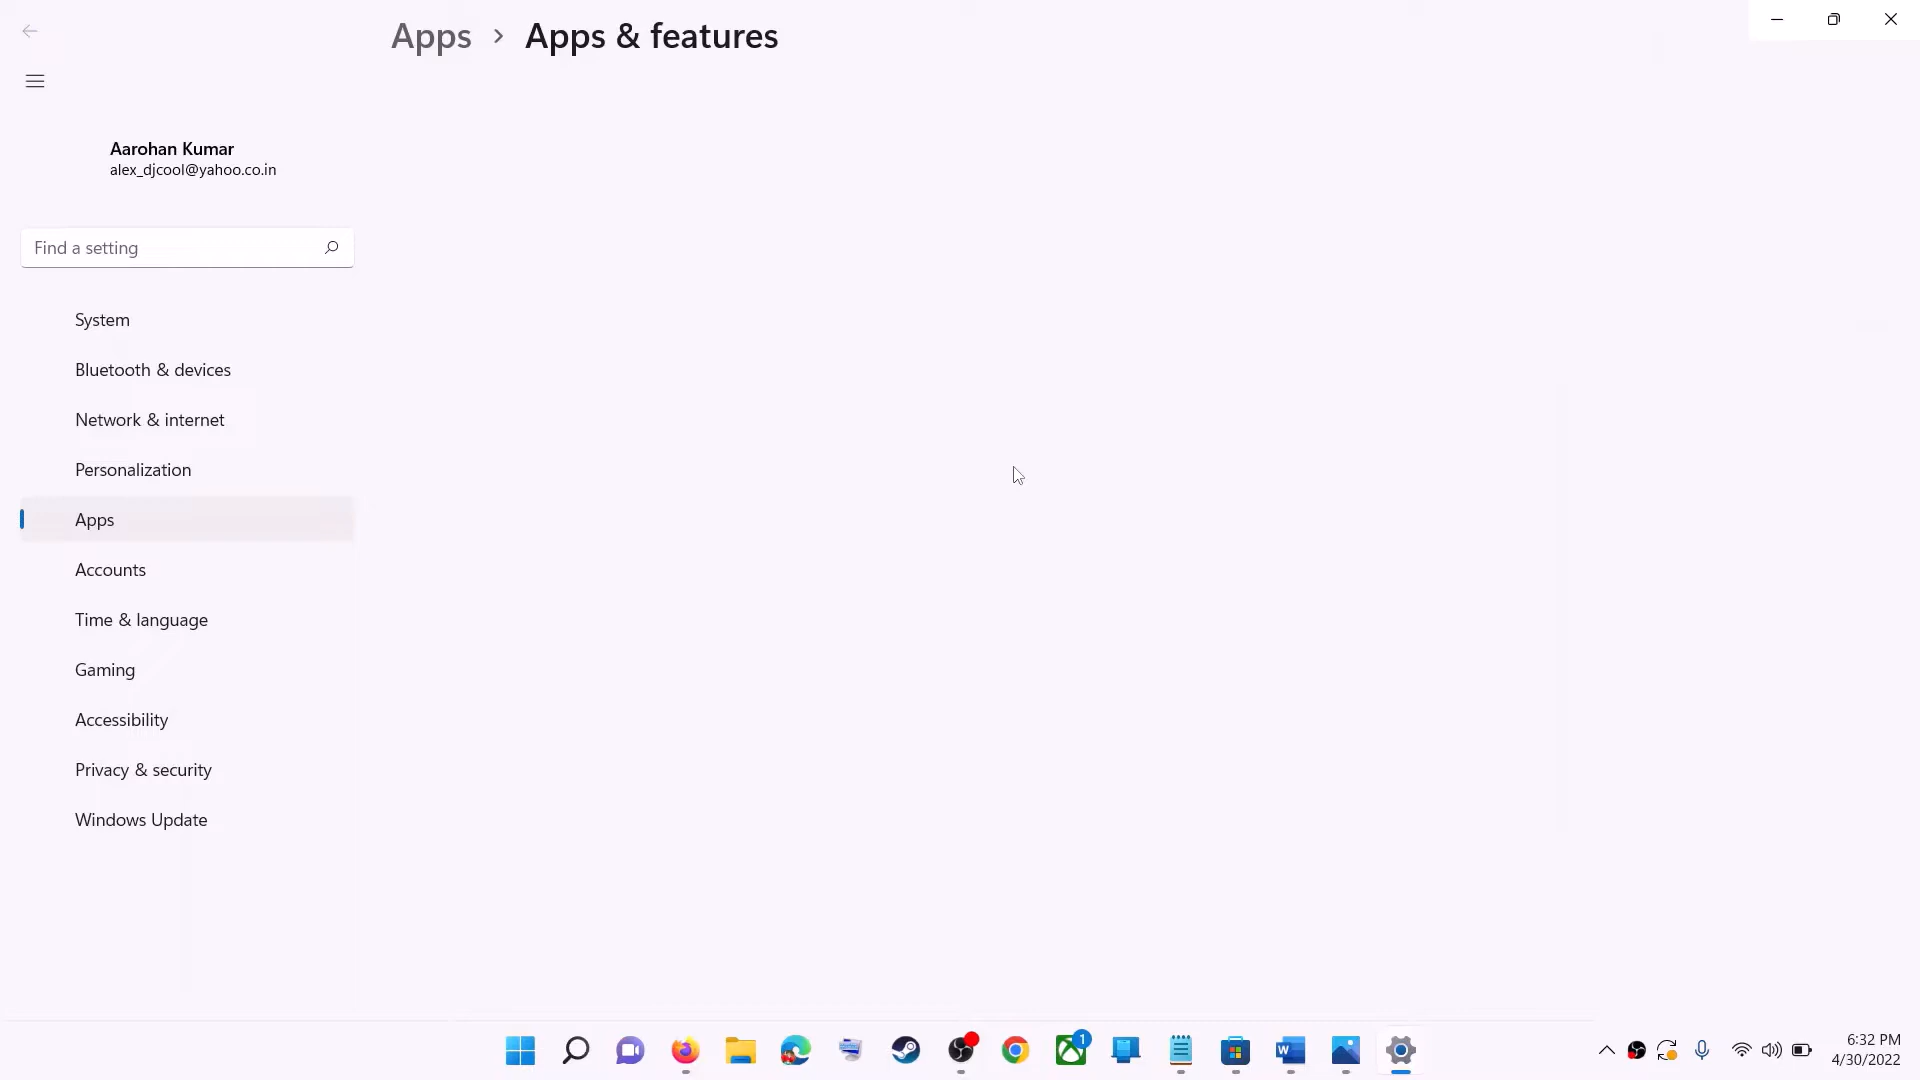 Apps > Apps & features
Aarohan Kumar
alex_djcool@yahoo.co.in
Find a setting
System
Bluetooth & devices
Network & internet
Personalization
Apps
Accounts
Time & language
Gaming
Accessibility
Privacy & security
Windows Update
1
W
6:32 PM
4/30/2022